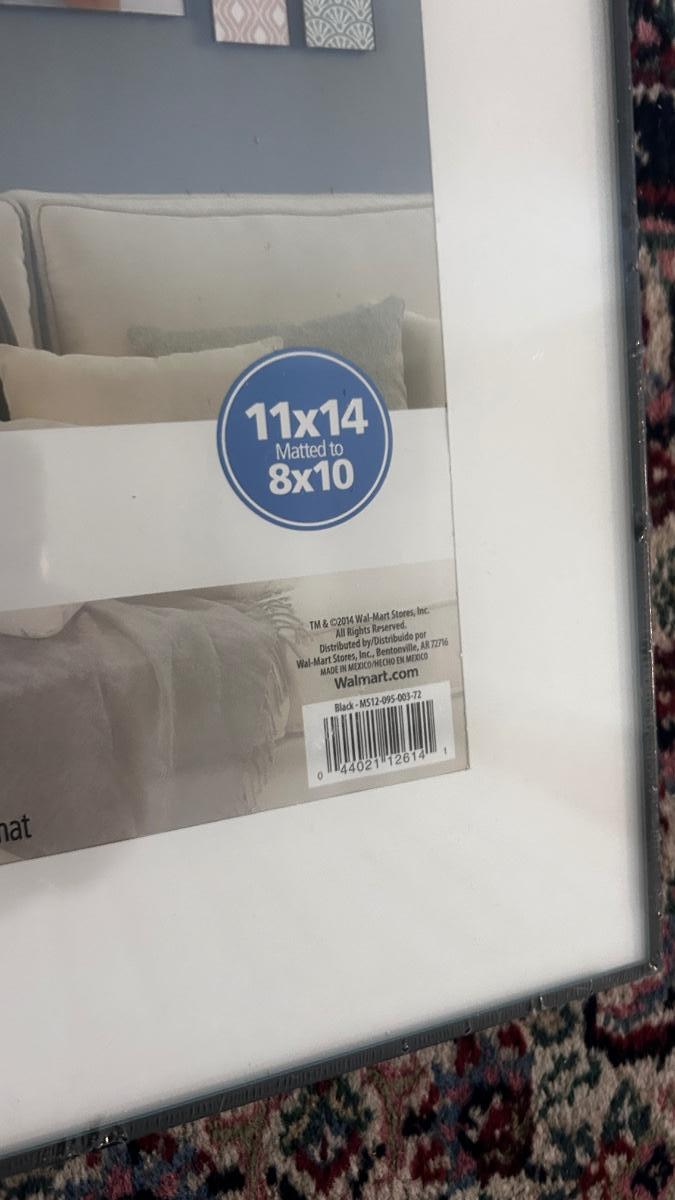 11x14
Matted to
8x10
TM & ©2014 Wal-Mart Stores, Inc.
All Rights Reserved.
Distributed by/Distribuido por
Wal-Mart Stores, Inc., Bentonville, AR 72716
MADE IN MEXICO/HECHO EN MEXICO
Walmart.com
Black - MS12-095-003-72
0 44021 12614 1
mat